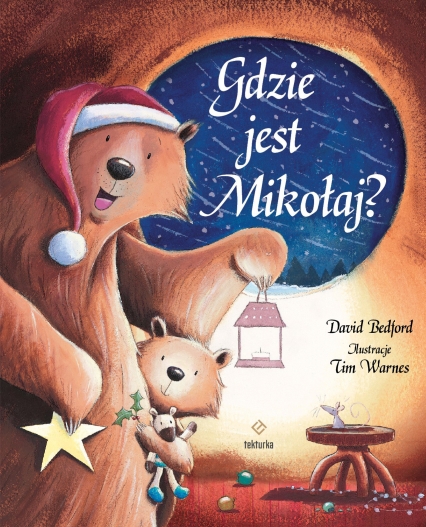 Gdzie
jest
Mikołaj?
David Bedford
Ilustracje
Tim Warnes
tekturka